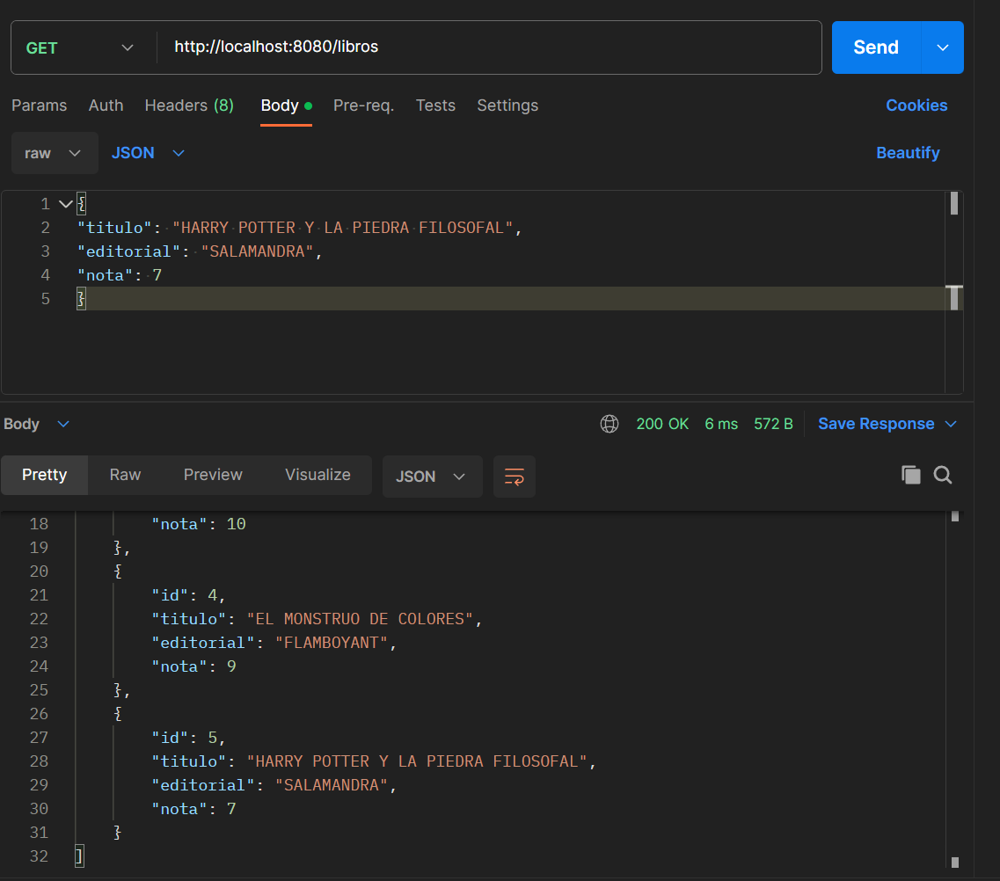 GET http://localhost:8080/libros Send
Params Auth Headers (8) Body Pre-req. Tests Settings Cookies
raw JSON Beautify
1 {
2 "titulo": "HARRY POTTER Y LA PIEDRA FILOSOFAL",
3 "editorial": "SALAMANDRA",
4 "nota": 7
5 }
Body 200 OK 6 ms 572 B Save Response
Pretty Raw Preview Visualize JSON
18 "nota": 10
19 },
20 {
21 "id": 4,
22 "titulo": "EL MONSTRUO DE COLORES",
23 "editorial": "FLAMBOYANT",
24 "nota": 9
25 },
26 {
27 "id": 5,
28 "titulo": "HARRY POTTER Y LA PIEDRA FILOSOFAL",
29 "editorial": "SALAMANDRA",
30 "nota": 7
31 }
32 ]